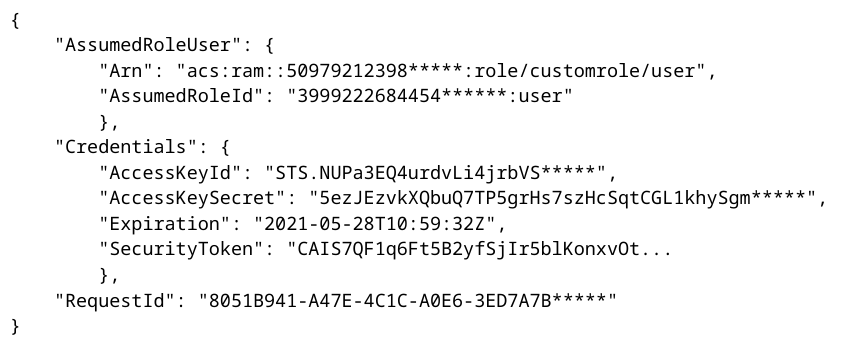 {
"AssumedRoleUser": {
"Arn": "acs:ram::50979212398*****:role/customrole/user",
"AssumedRoleId": "3999222684454******:user"
},
"Credentials": {
"AccessKeyId": "STS.NUPa3EQ4urdvLi4jrbVS*****",
"AccessKeySecret": "5ezJEzvkXQbuQ7TP5grHs7szHcSqtCGL1khySgm*****",
"Expiration": "2021-05-28T10:59:32Z",
"SecurityToken": "CAIS7QF1q6Ft5B2yfSjIr5blKonxvOt...
},
"RequestId": "8051B941-A47E-4C1C-A0E6-3ED7A7B*****"
}